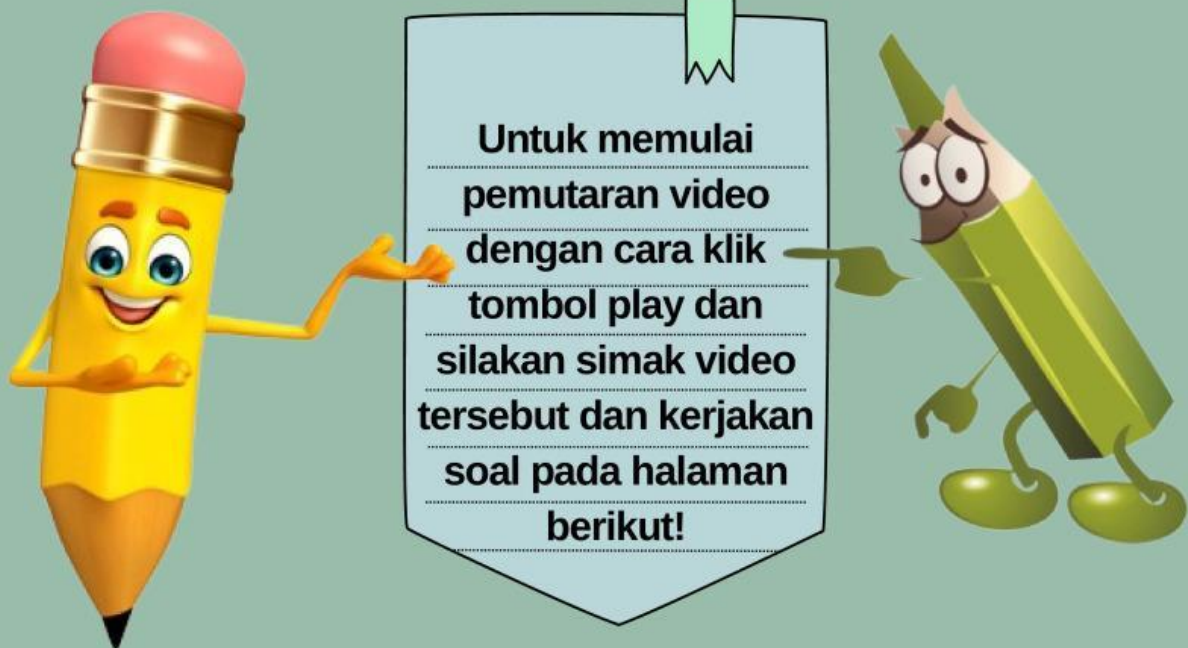 Untuk memulai
pemutaran video
dengan cara klik
tombol play dan
silakan simak video
tersebut dan kerjakan
soal pada halaman
berikut!